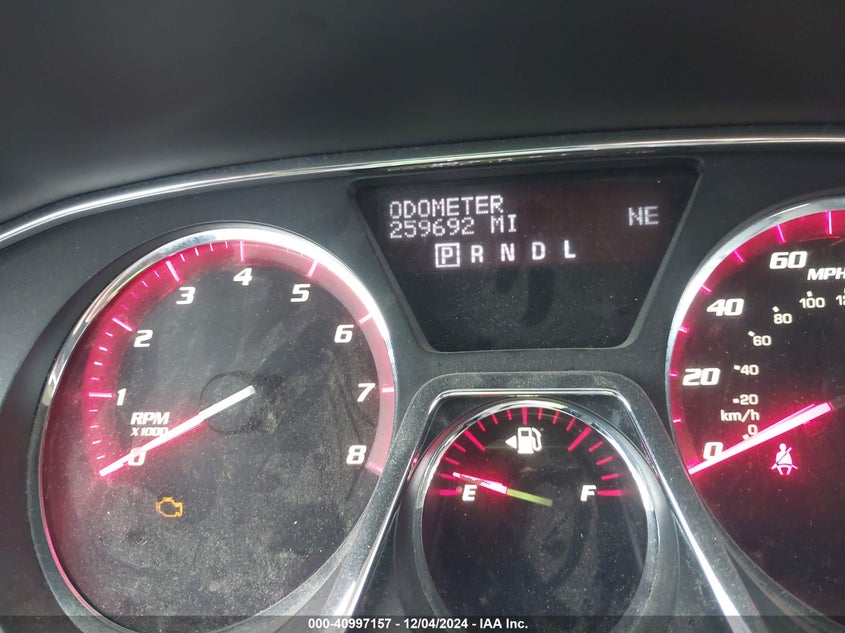 ODOMETER
259692 MI NE
P R N D L
0 1 2 3 4 5 6 7 8
RPM
X 1000
E F
0 20 40 60
MPH
0 20 40 60 80 100
km/h
000-40997157 - 12/04/2024 - IAA Inc.